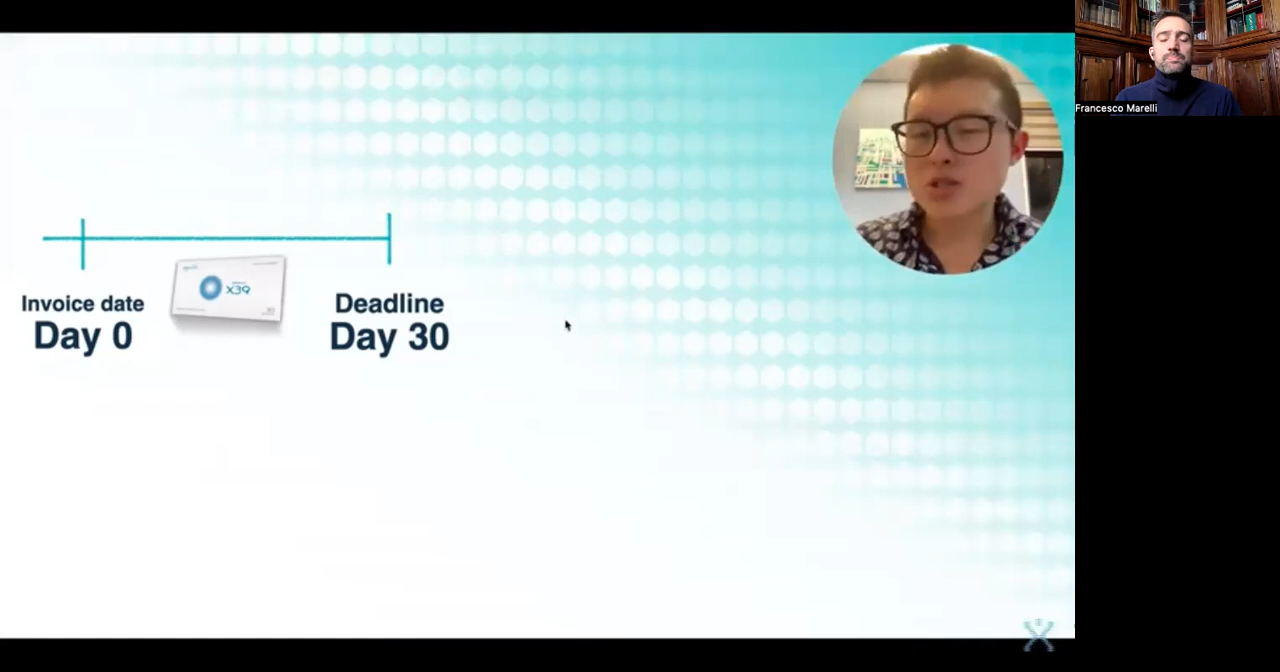 Francesco Marelli
X39
Invoice date
Day 0
Deadline
Day 30